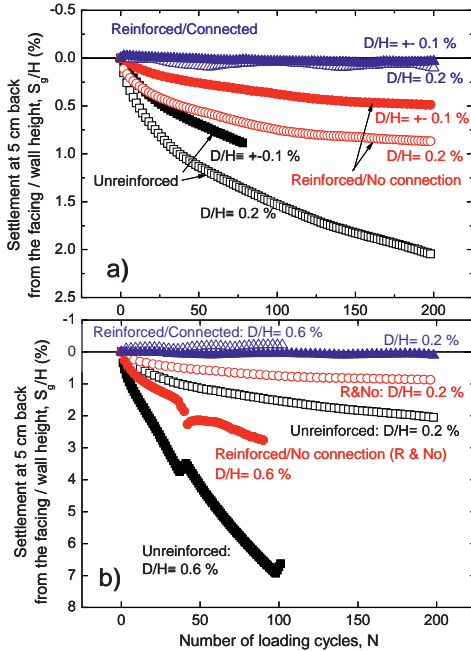 Reinforced/Connected
D/H= +- 0.1%
D/H= 0.2 %
D/H= +- 0.1%
D/H= 0.2%
Unreinforced
D/H= +-0.1 %
Reinforced/No connection
D/H= 0.2 %
a)
0.0
0.5
1.0
1.5
2.0
2.5
0
50
100
150
200
Settlement at 5 cm back
from the facing / wall height, Sg/H (%)
Reinforced/Connected: D/H= 0.6 %
D/H= 0.2 %
R&No: D/H= 0.2 %
Unreinforced: D/H= 0.2 %
Reinforced/No connection (R & No)
D/H= 0.6 %
Unreinforced:
D/H= 0.6 %
b)
-1
0
1
2
3
4
5
6
7
8
0
50
100
150
200
Settlement at 5 cm back
from the facing / wall height, Sg/H (%)
Number of loading cycles, N